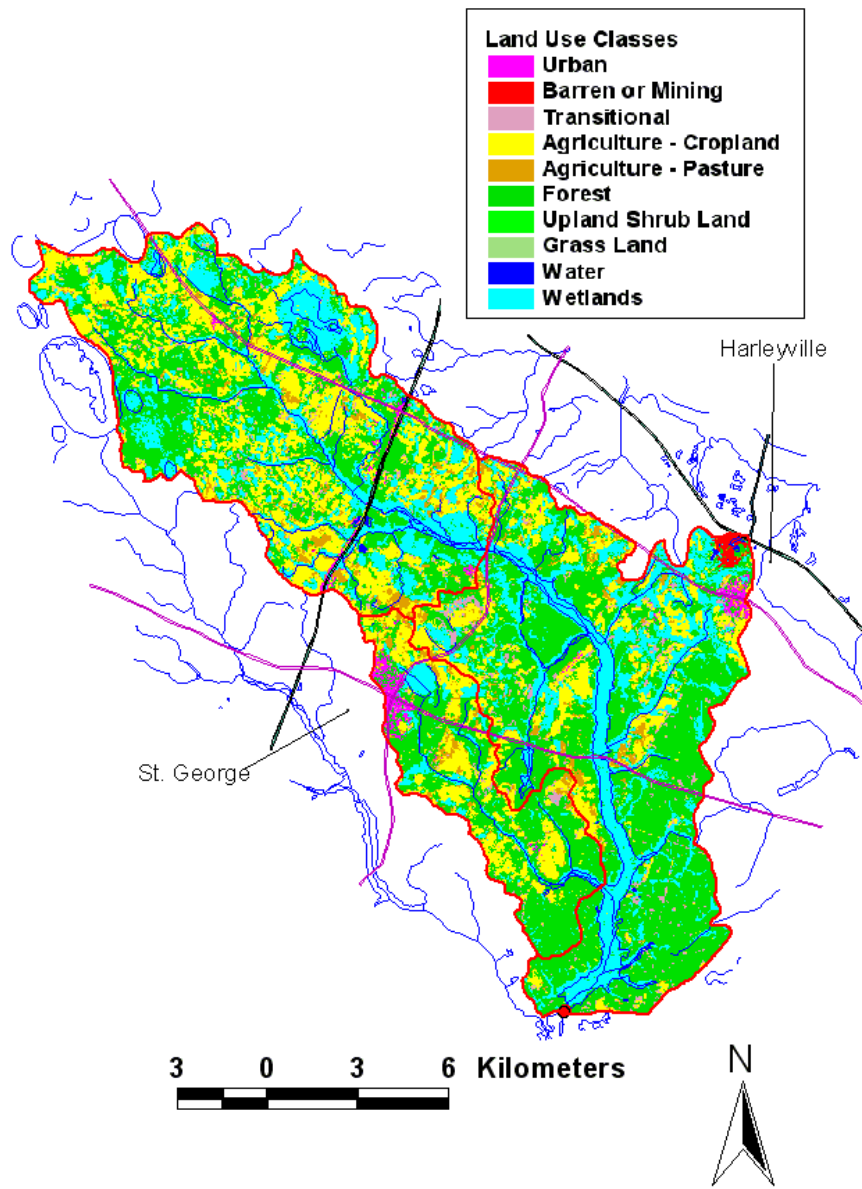 Land Use Classes
Urban
Barren or Mining
Transitional
Agriculture - Cropland
Agriculture - Pasture
Forest
Upland Shrub Land
Grass Land
Water
Wetlands
Harleyville
St. George
3 0 3 6 Kilometers
N